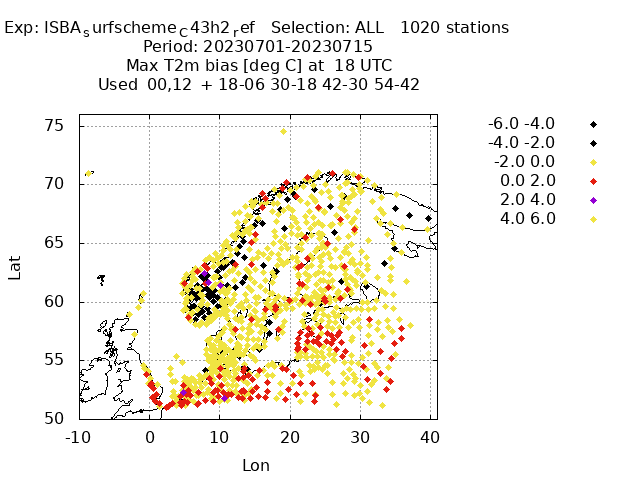 Exp: ISBAsurfschemeC43h2ref   Selection: ALL   1020 stations
Period: 20230701-20230715
Max T2m bias [deg C] at  18 UTC
Used  00,12  + 18-06 30-18 42-30 54-42
-6.0 -4.0
-4.0 -2.0
-2.0 0.0
0.0 2.0
2.0 4.0
4.0 6.0
75
70
65
60
55
50
Lat
-10 0 10 20 30 40
Lon